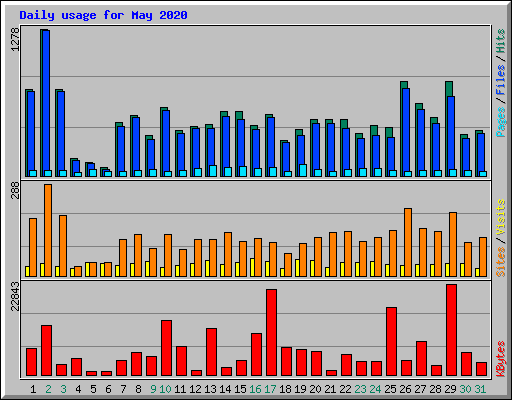 Daily usage for May 2020
1278
Pages / Files / Hits
288
Sites / Visits
22843
KBytes
1 2 3 4 5 6 7 8 9 10 11 12 13 14 15 16 17 18 19 20 21 22 23 24 25 26 27 28 29 30 31